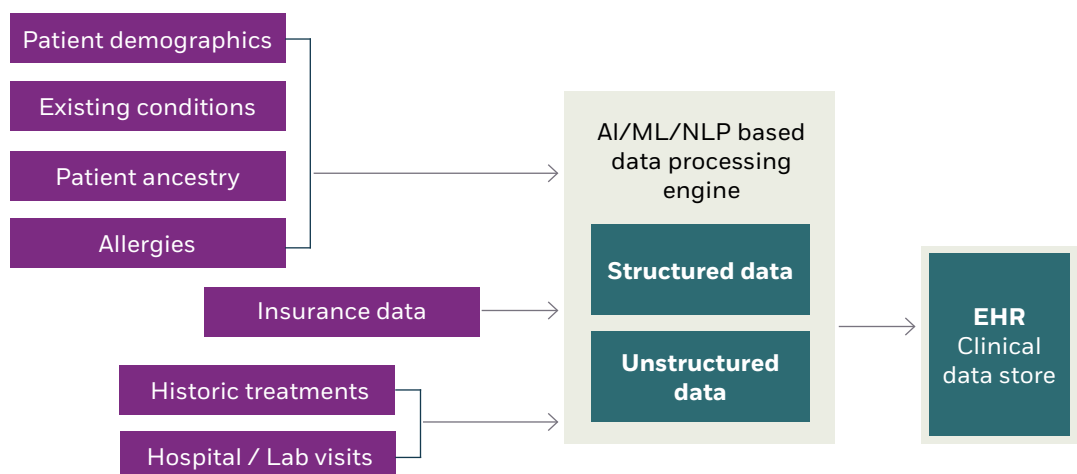 Patient demographics
Existing conditions
Patient ancestry
Allergies
Insurance data
Historic treatments
Hospital / Lab visits
AI/ML/NLP based
data processing
engine
Structured data
Unstructured
data
EHR
Clinical
data store